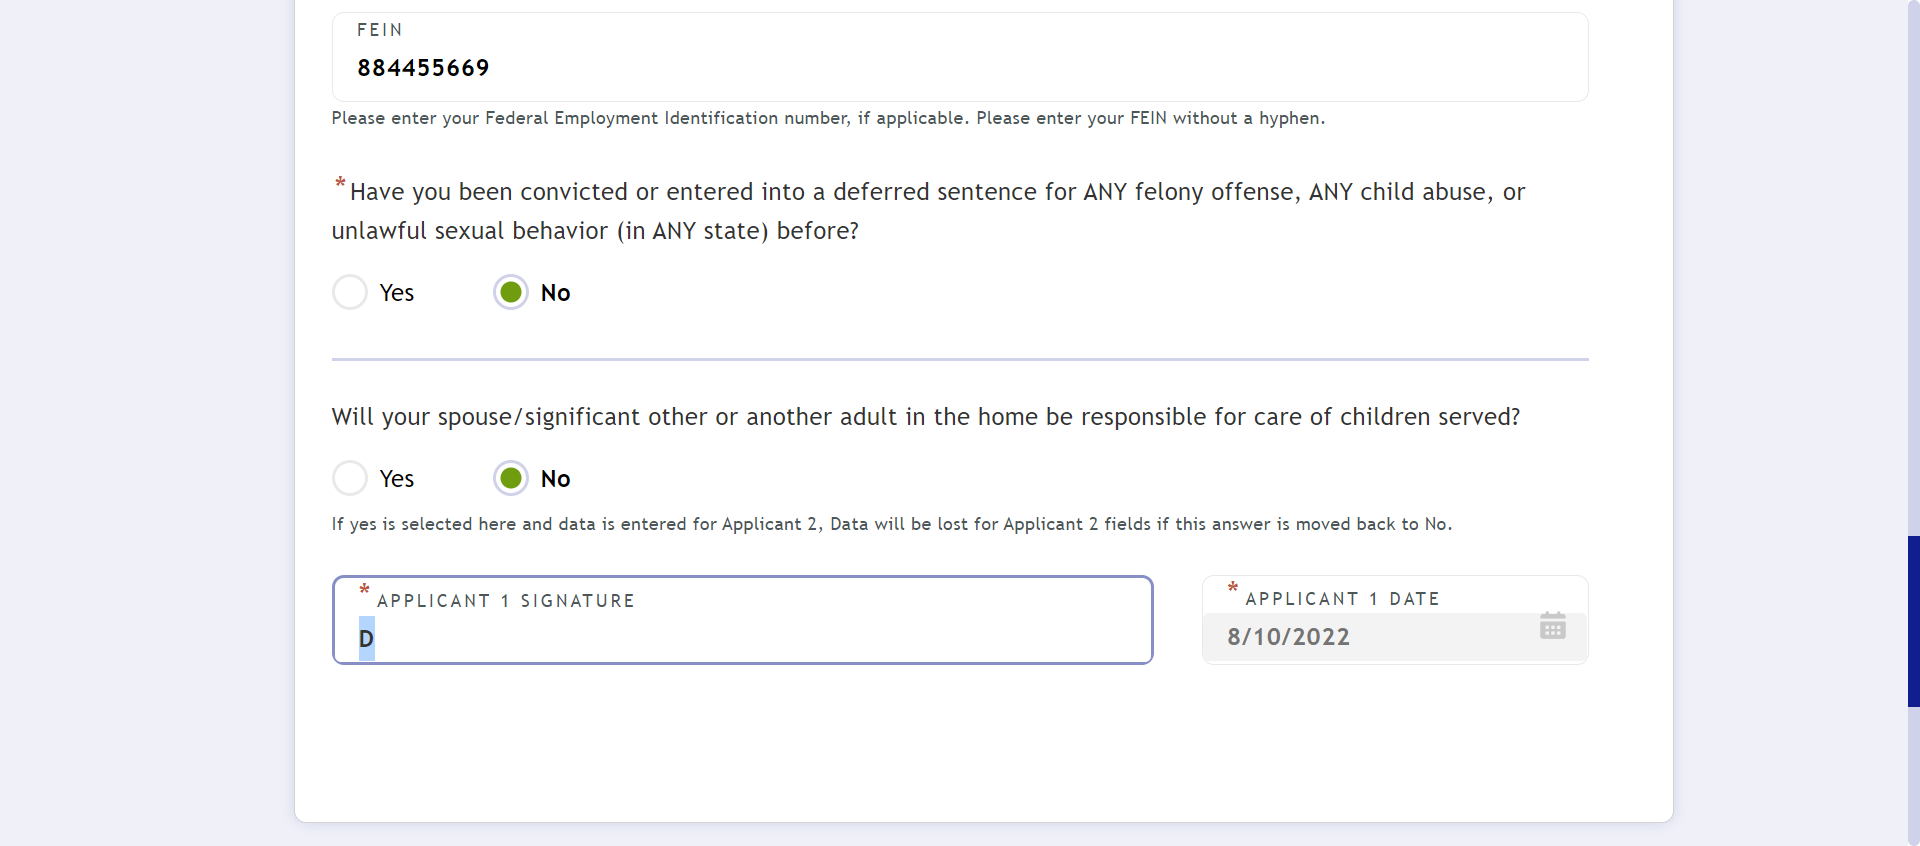 FEIN
884455669
Please enter your Federal Employment Identification number, if applicable. Please enter your FEIN without a hyphen.
*Have you been convicted or entered into a deferred sentence for ANY felony offense, ANY child abuse, or
unlawful sexual behavior (in ANY state) before?
Yes No
Will your spouse/significant other or another adult in the home be responsible for care of children served?
Yes No
If yes is selected here and data is entered for Applicant 2, Data will be lost for Applicant 2 fields if this answer is moved back to No.
* APPLICANT 1 SIGNATURE
D
* APPLICANT 1 DATE
8/10/2022